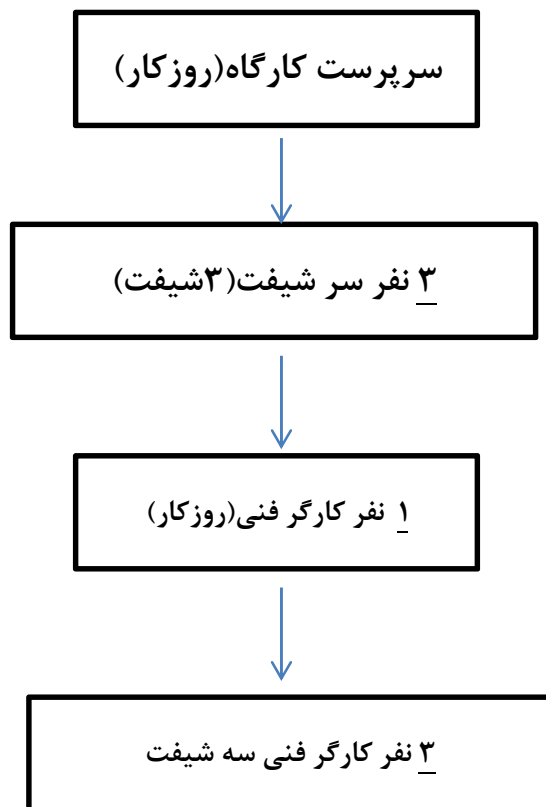 سرپرست کارگاه(روزکار)
۳ نفر سر شیفت(۳شیفت)
۱ نفر کارگر فنی(روزکار)
۳ نفر کارگر فنی سه شیفت